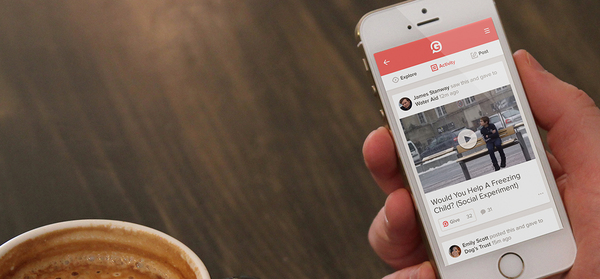 G
Explore
Activity
Post
James Stanway saw this and gave to
Water Aid 12m ago
Would You Help A Freezing
Child? (Social Experiment)
Give 32
21
Emily Scott posted this and gave to
Dog's Trust 15m ago